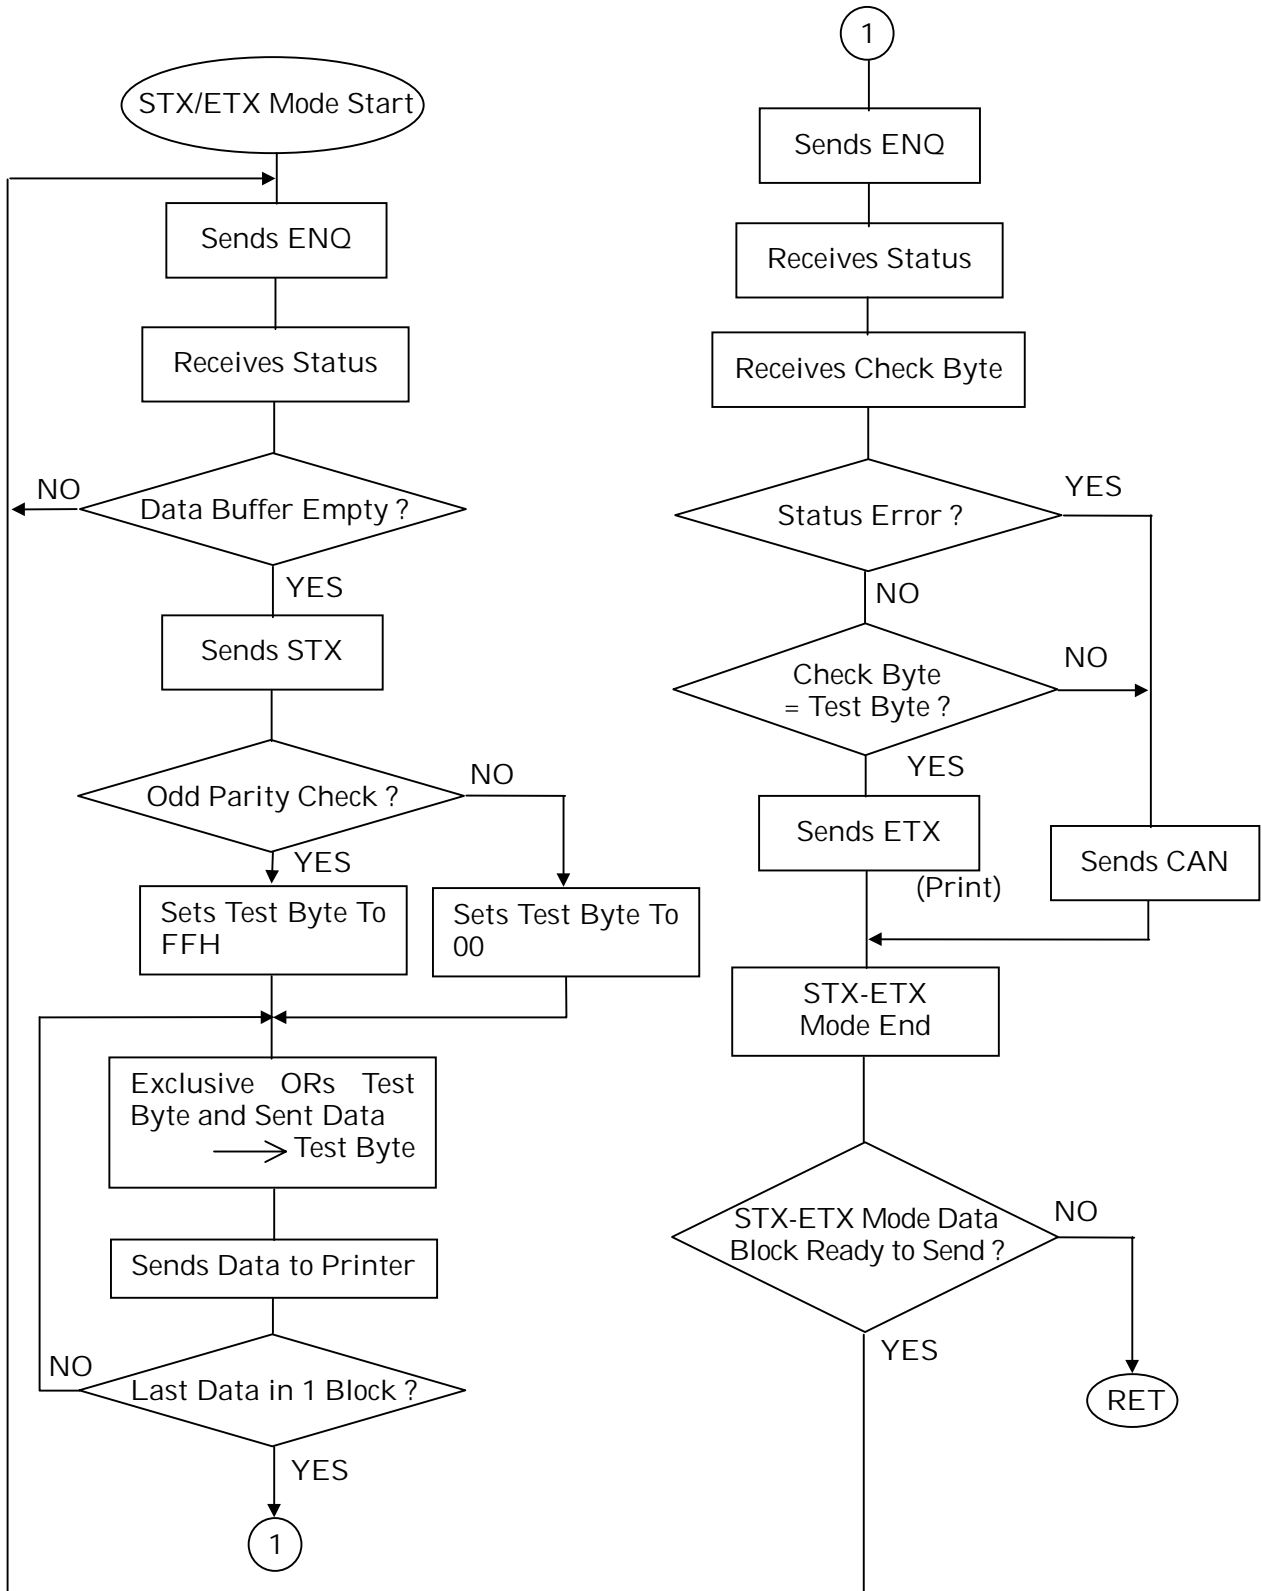 STX/ETX Mode Start
Sends ENQ
Receives Status
Data Buffer Empty ?
NO
YES
Sends STX
Odd Parity Check ?
NO
YES
Sets Test Byte To
FFH
Sets Test Byte To
00
Exclusive ORs Test
Byte and Sent Data
Test Byte
Sends Data to Printer
Last Data in 1 Block ?
NO
YES
1
1
Sends ENQ
Receives Status
Receives Check Byte
Status Error ?
YES
NO
Check Byte
= Test Byte ?
NO
YES
Sends ETX
(Print)
Sends CAN
STX-ETX
Mode End
STX-ETX Mode Data
Block Ready to Send ?
NO
YES
RET